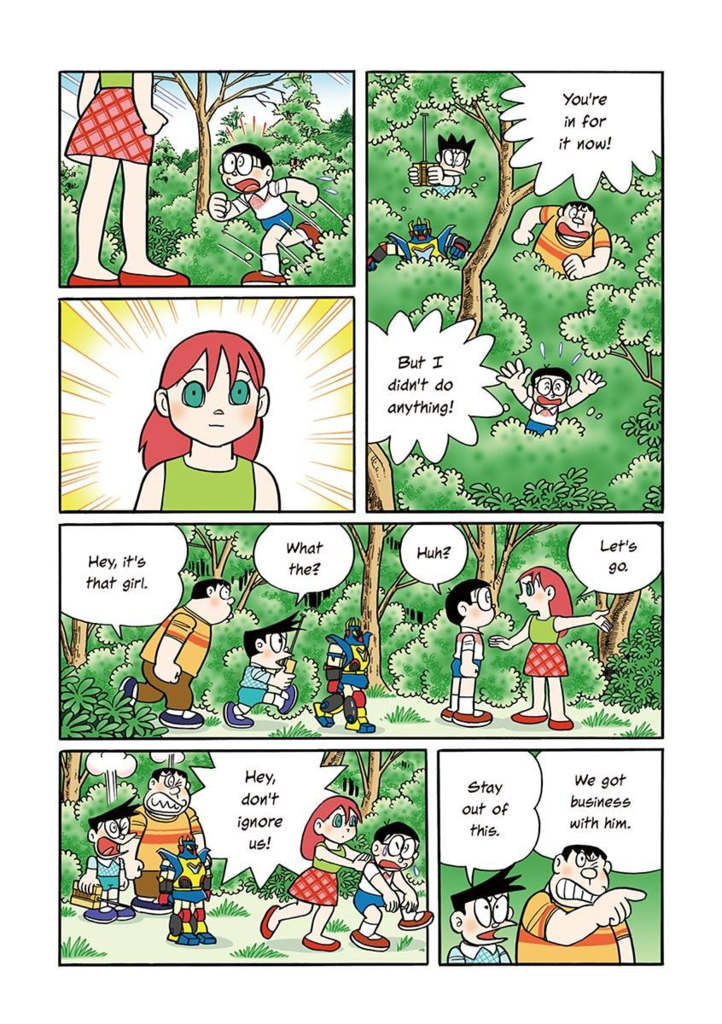 You're
in for
it now!
But I
didn't do
anything!
Let's
go.
Huh?
What
the?
Hey, it's
that girl.
We got
business
with him.
Stay
out of
this.
Hey,
don't
ignore
us!